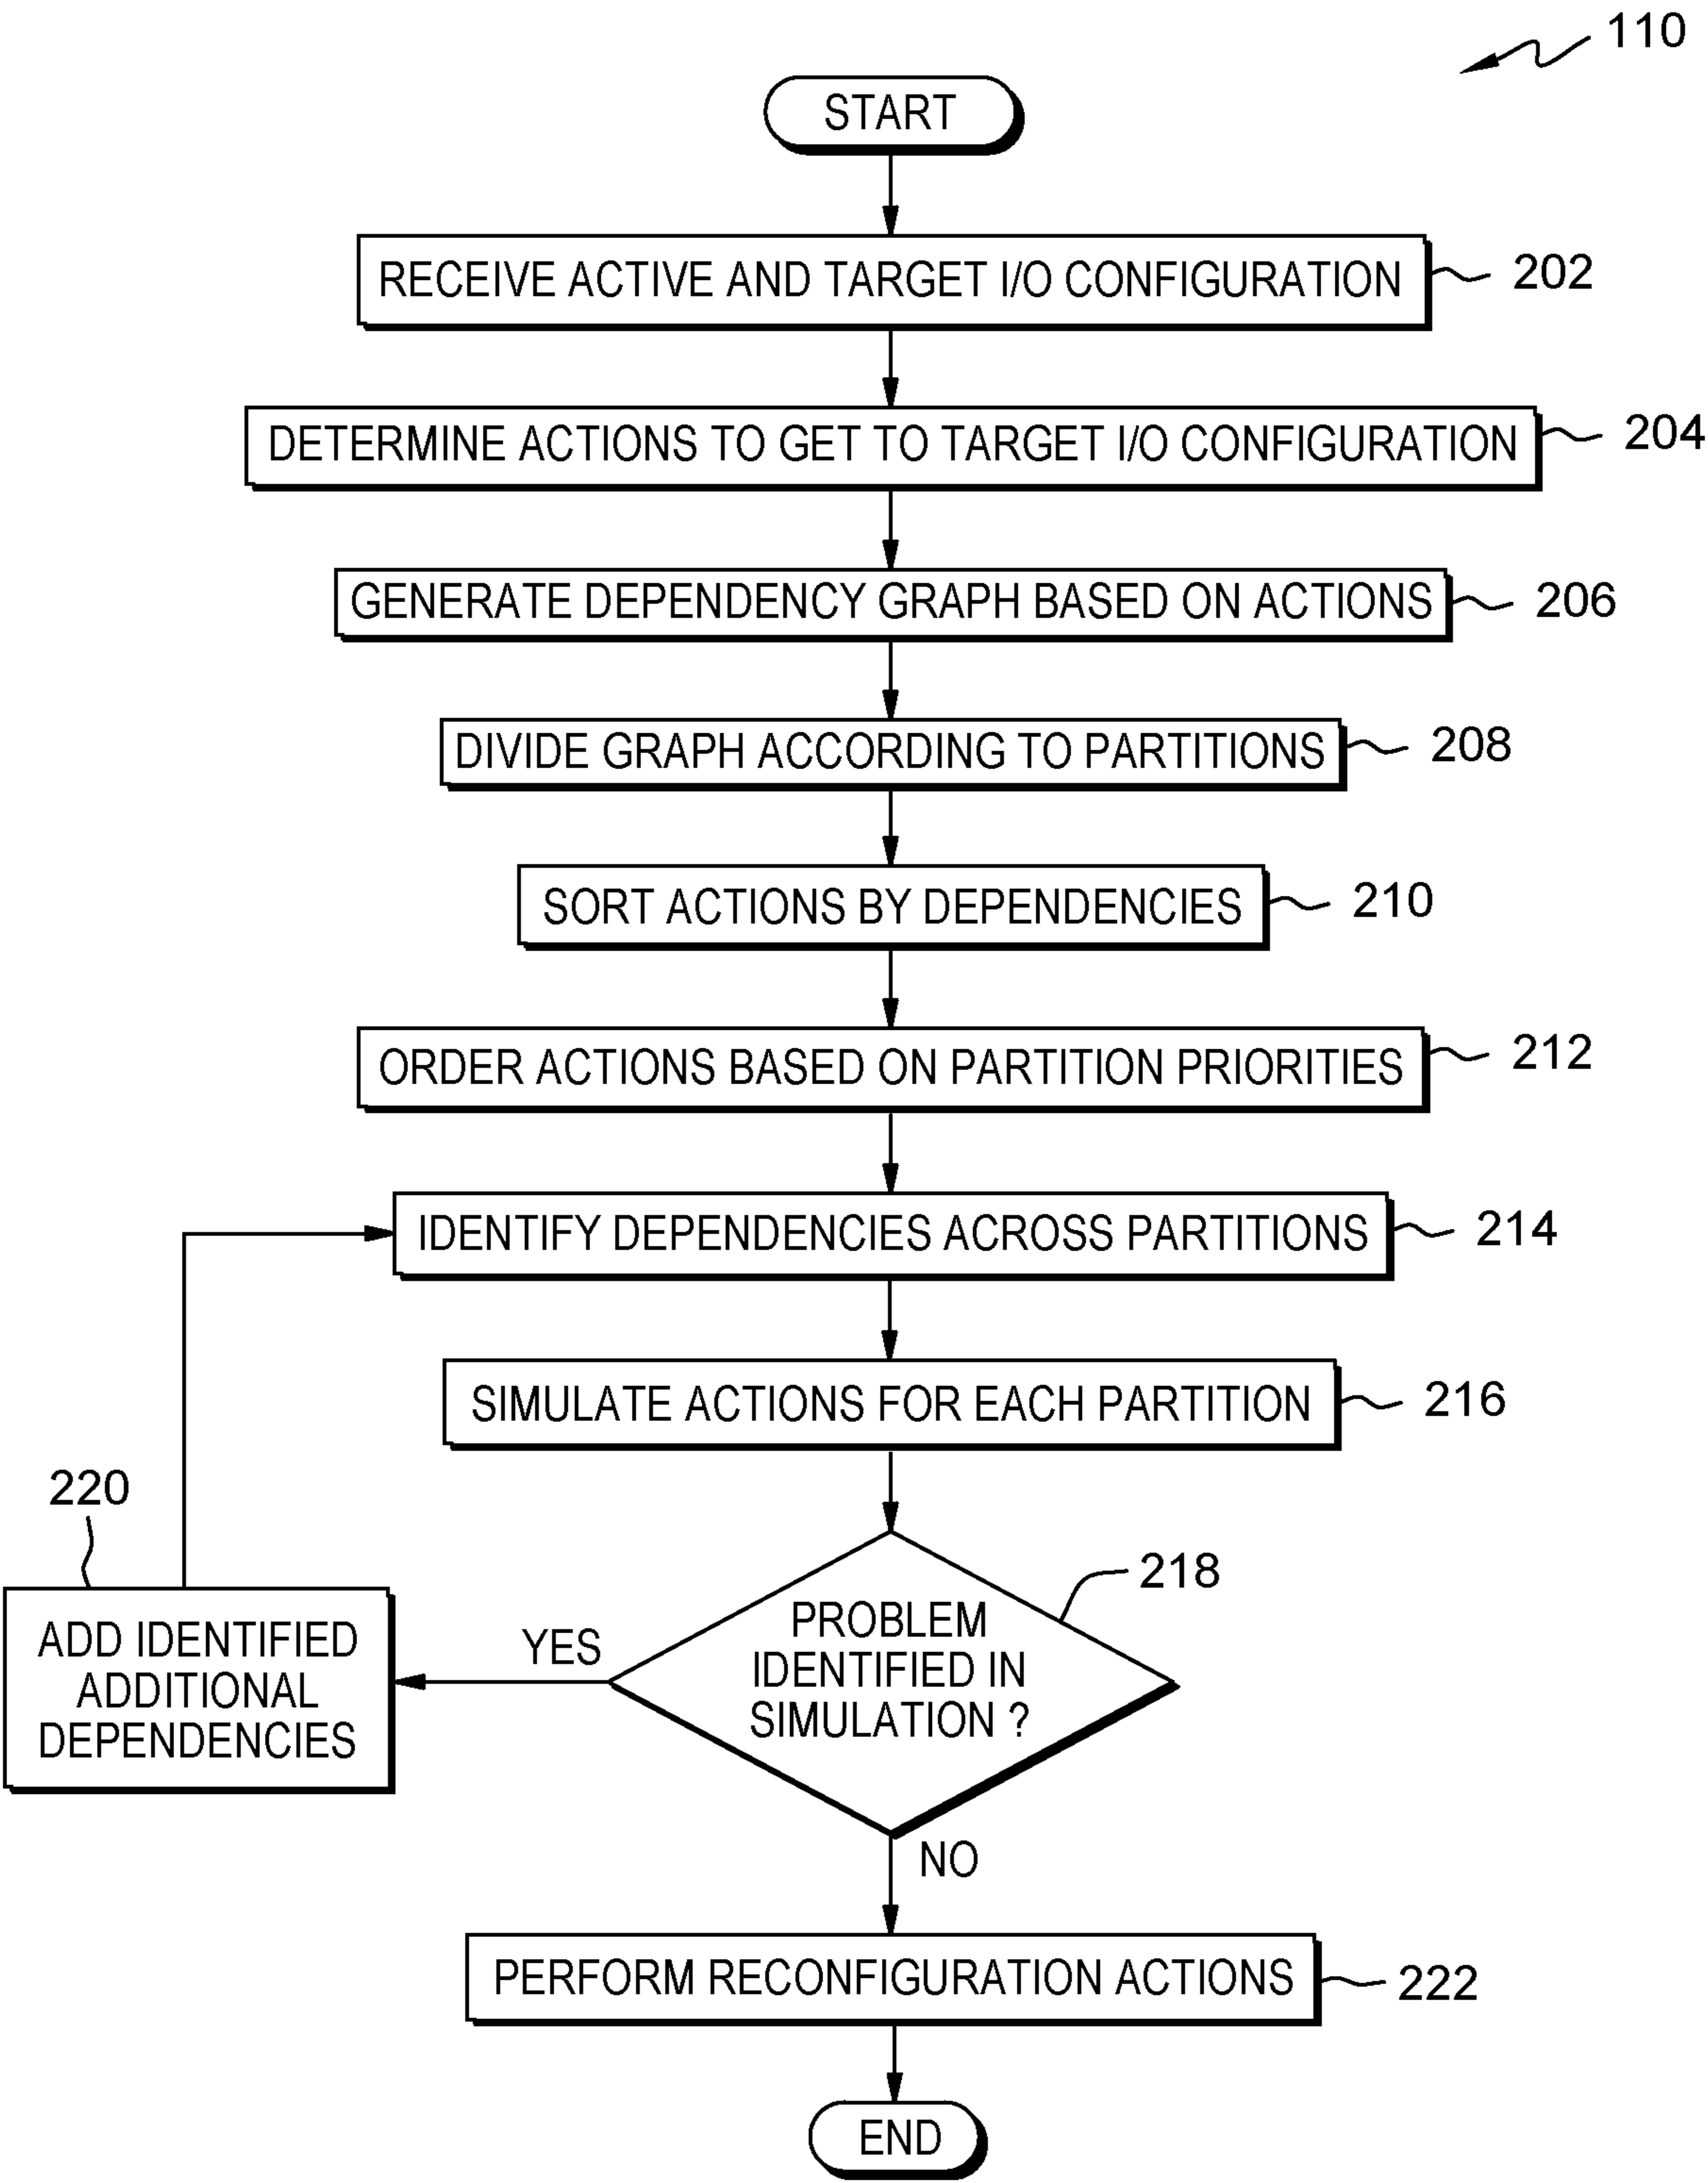 110
START
RECEIVE ACTIVE AND TARGET I/O CONFIGURATION
202
DETERMINE ACTIONS TO GET TO TARGET I/O CONFIGURATION
204
GENERATE DEPENDENCY GRAPH BASED ON ACTIONS
206
DIVIDE GRAPH ACCORDING TO PARTITIONS
208
SORT ACTIONS BY DEPENDENCIES
210
ORDER ACTIONS BASED ON PARTITION PRIORITIES
212
IDENTIFY DEPENDENCIES ACROSS PARTITIONS
214
SIMULATE ACTIONS FOR EACH PARTITION
216
218
PROBLEM
IDENTIFIED IN
SIMULATION ?
YES
220
ADD IDENTIFIED
ADDITIONAL
DEPENDENCIES
NO
PERFORM RECONFIGURATION ACTIONS
222
END